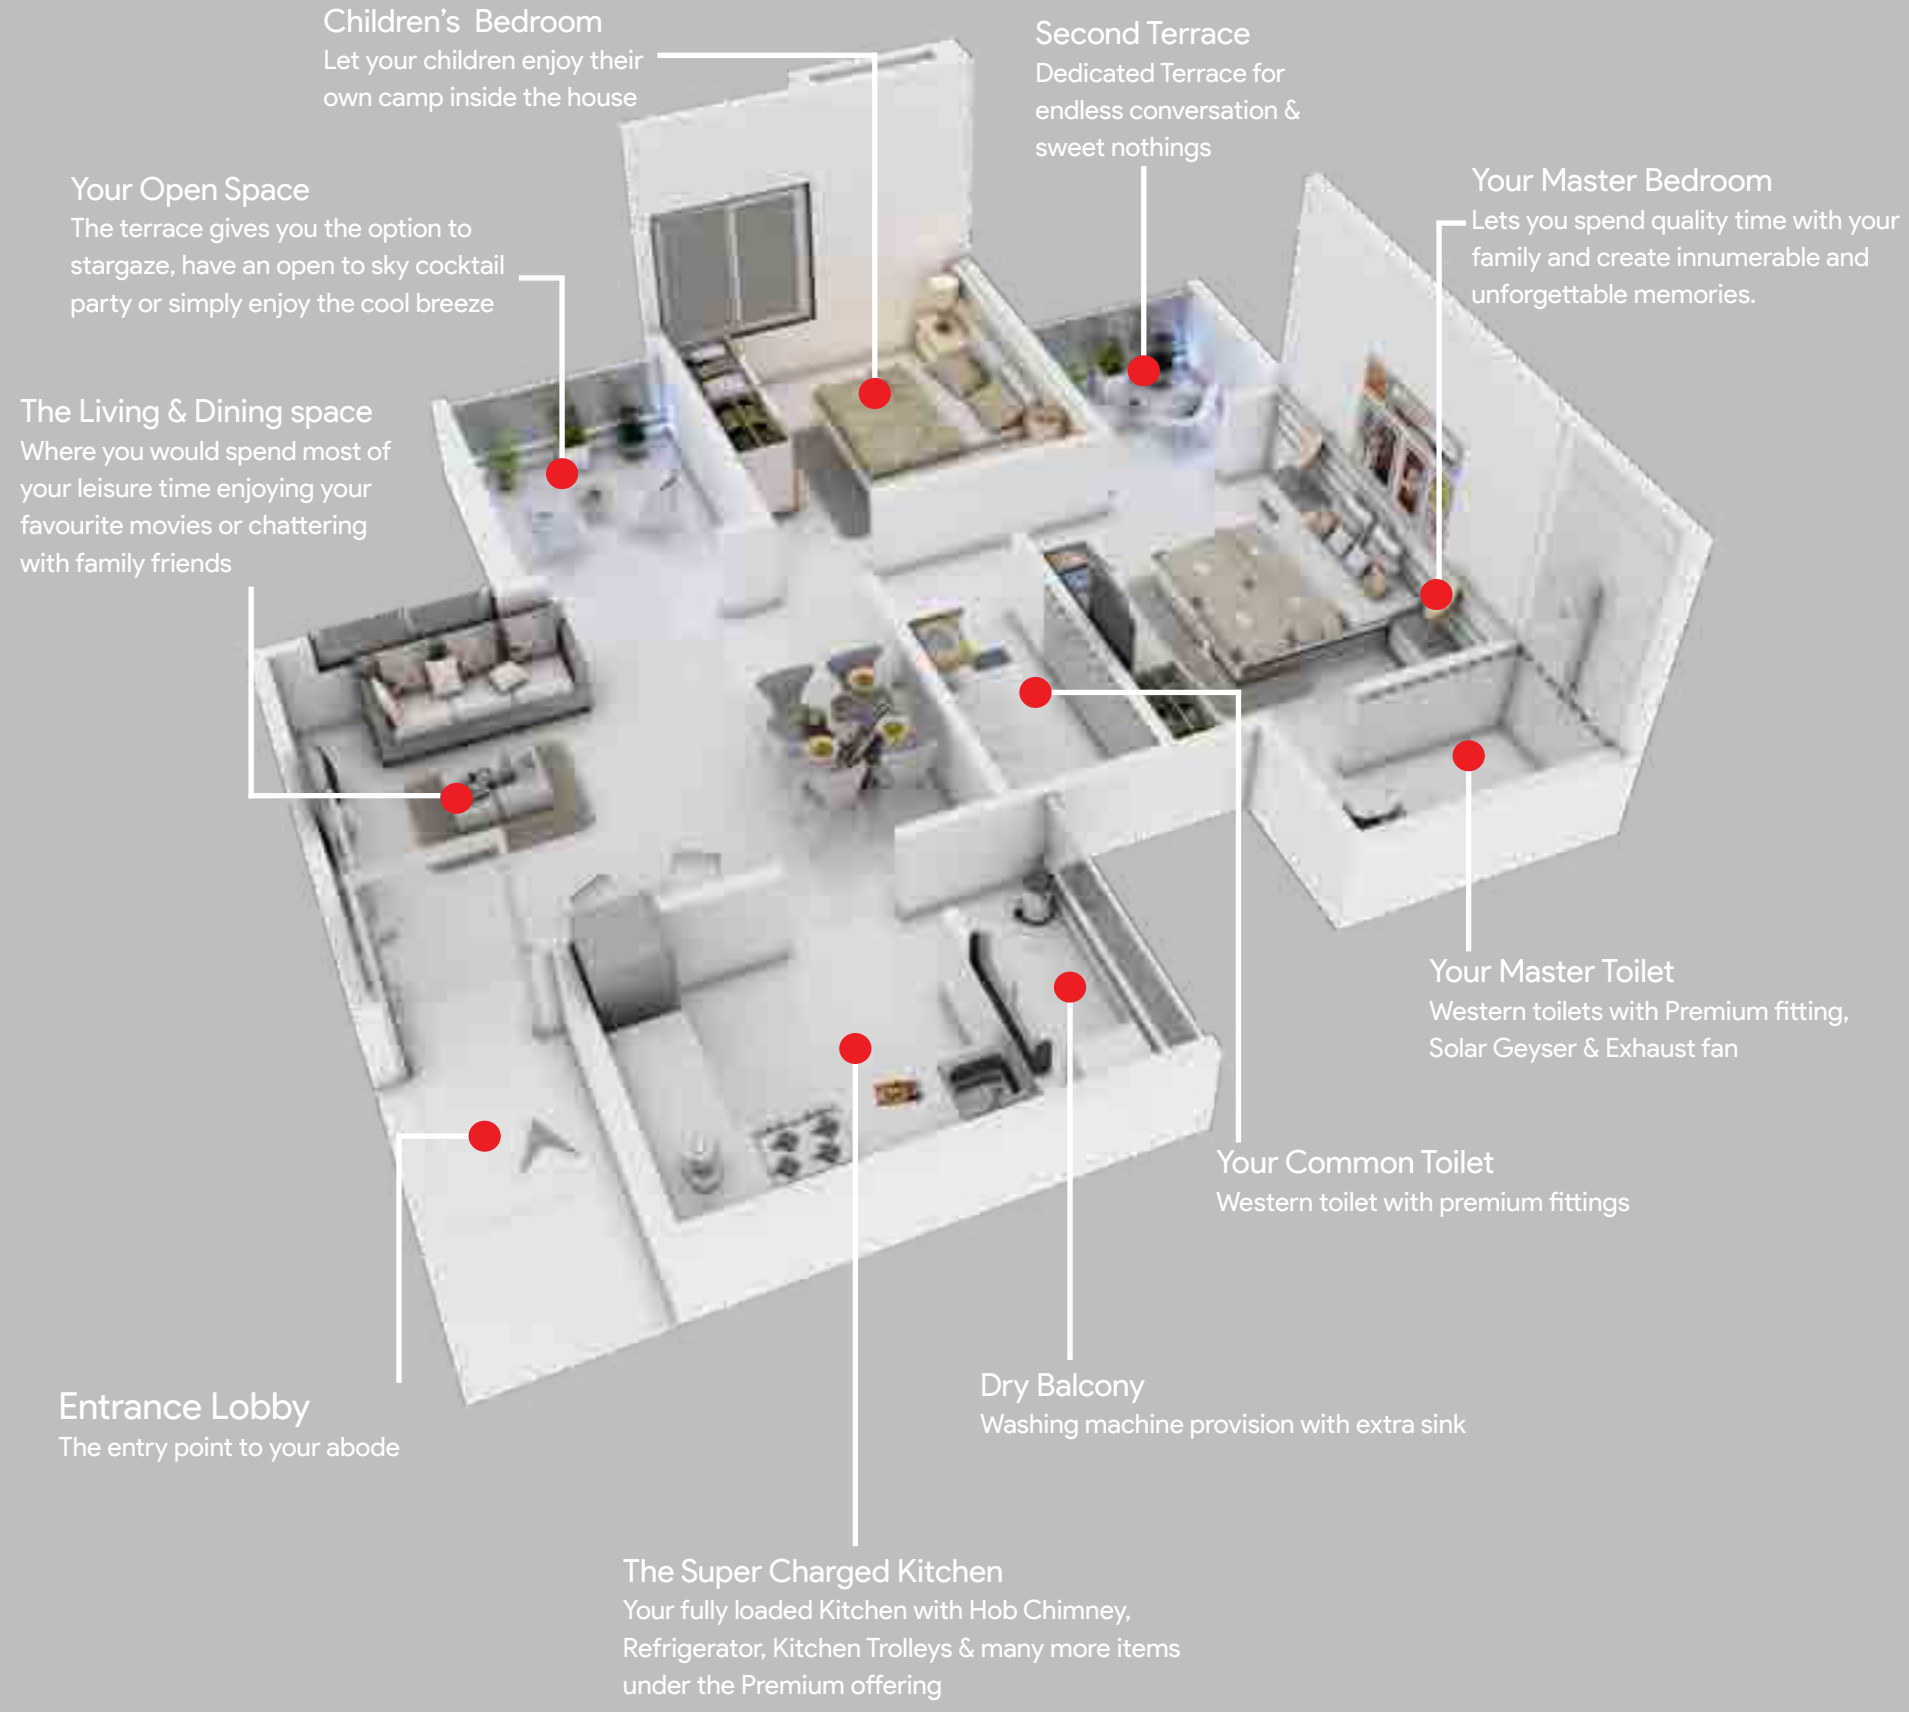 Children's Bedroom
Let your children enjoy their
own camp inside the house
Second Terrace
Dedicated Terrace for
endless conversation &
sweet nothings
Your Open Space
The terrace gives you the option to
stargaze, have an open to sky cocktail
party or simply enjoy the cool breeze
Your Master Bedroom
Lets you spend quality time with your
family and create innumerable and
unforgettable memories.
The Living & Dining space
Where you would spend most of
your leisure time enjoying your
favourite movies or chattering
with family friends
Your Master Toilet
Western toilets with Premium fitting,
Solar Geyser & Exhaust fan
Your Common Toilet
Western toilet with premium fittings
Dry Balcony
Washing machine provision with extra sink
Entrance Lobby
The entry point to your abode
The Super Charged Kitchen
Your fully loaded Kitchen with Hob Chimney,
Refrigerator, Kitchen Trolleys & many more items
under the Premium offering